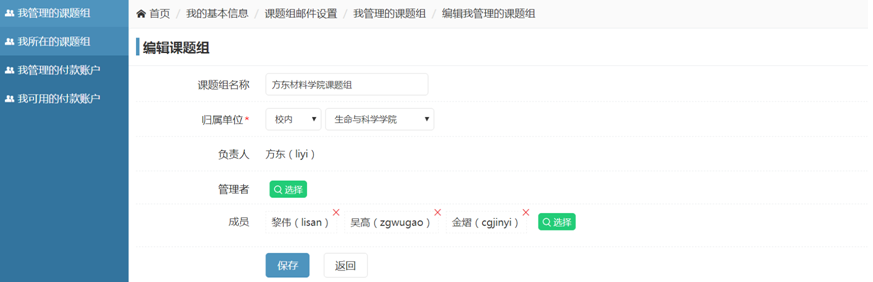 我管理的课题组
我所在的课题组
我管理的付款账户
我可用的付款账户
首页 / 我的基本信息 / 课题组邮件设置 / 我管理的课题组 / 编辑我管理的课题组
编辑课题组
课题组名称 方东材料学院课题组
归属单位* 校内 生命与科学学院
负责人 方东（liyi）
管理者 选择
成员 黎伟（lisan） 吴高（zgwugao） 金熠（cgjinyi） 选择
保存 返回